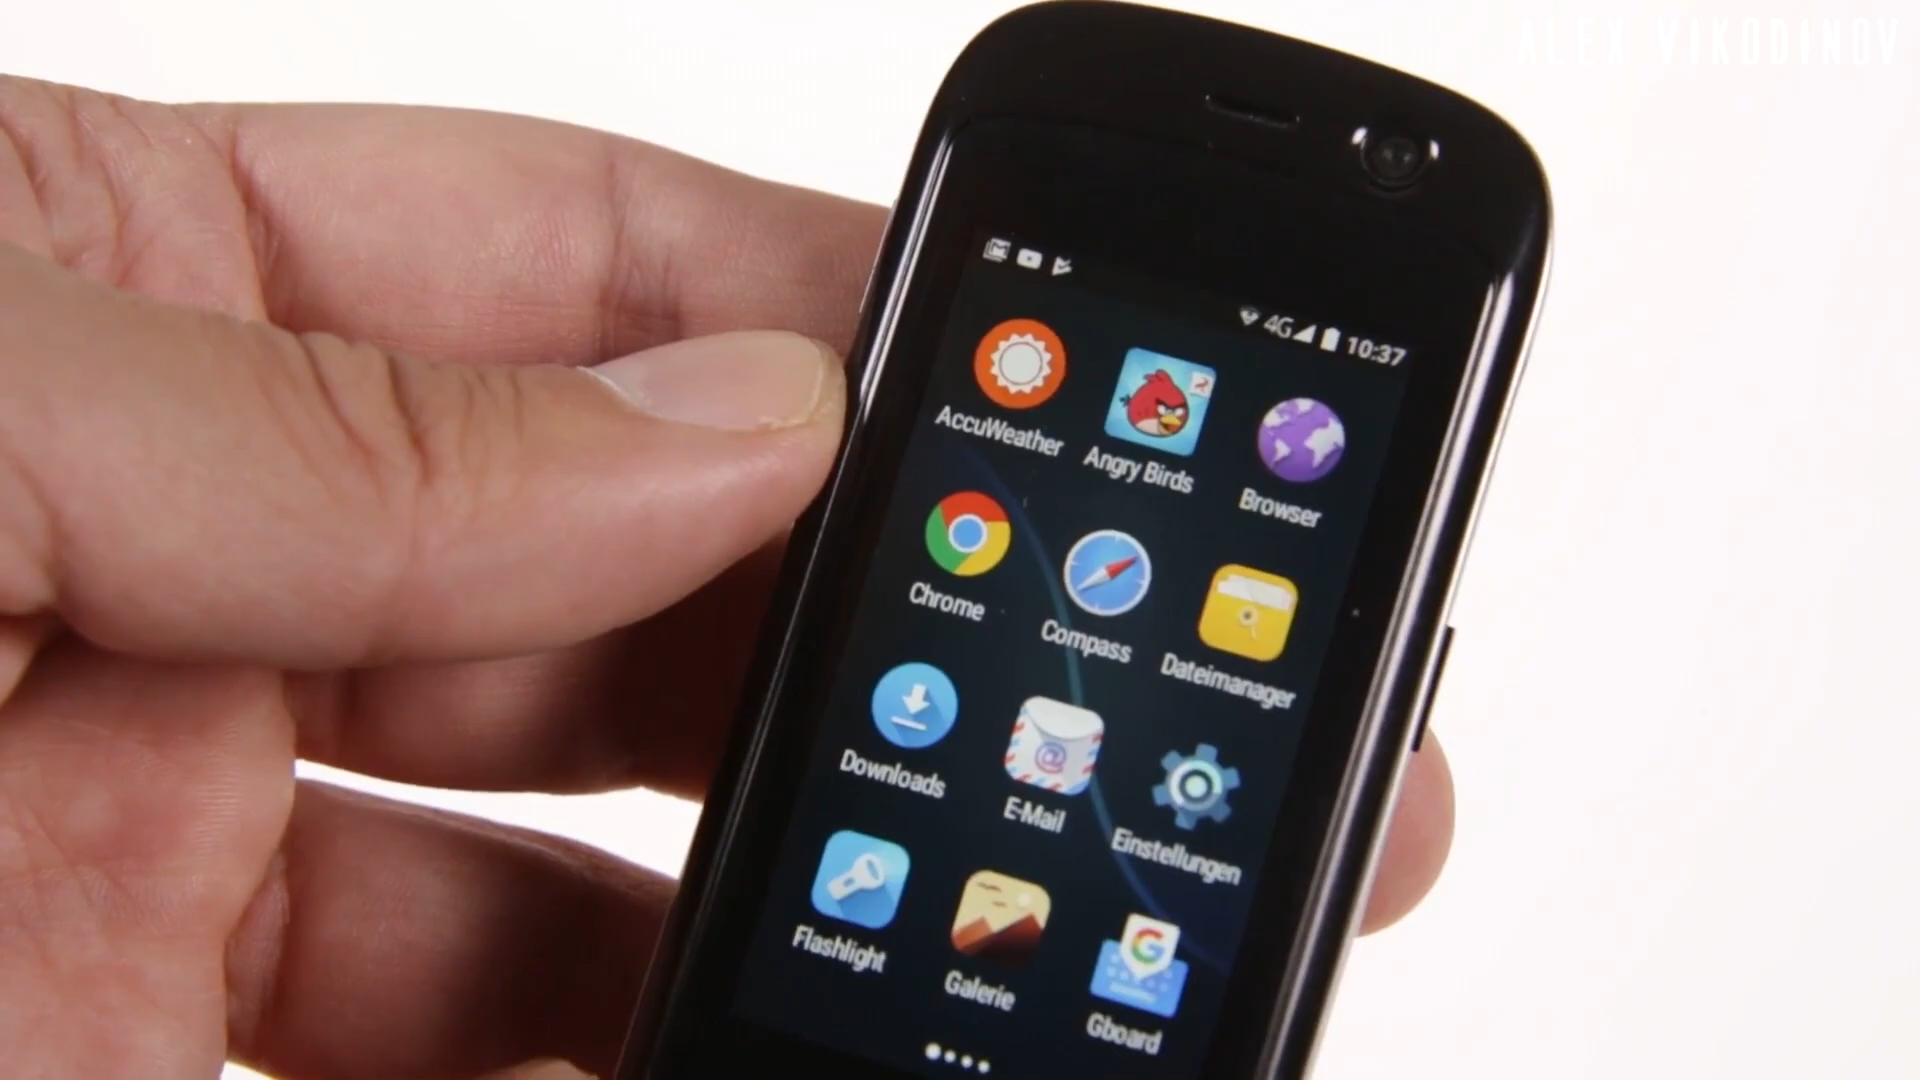 ALEX VIKODINOV
4G 10:37
AccuWeather
Angry Birds
Browser
Chrome
Compass
Dateimanager
Downloads
E-Mail
Einstellungen
Flashlight
Galerie
Gboard